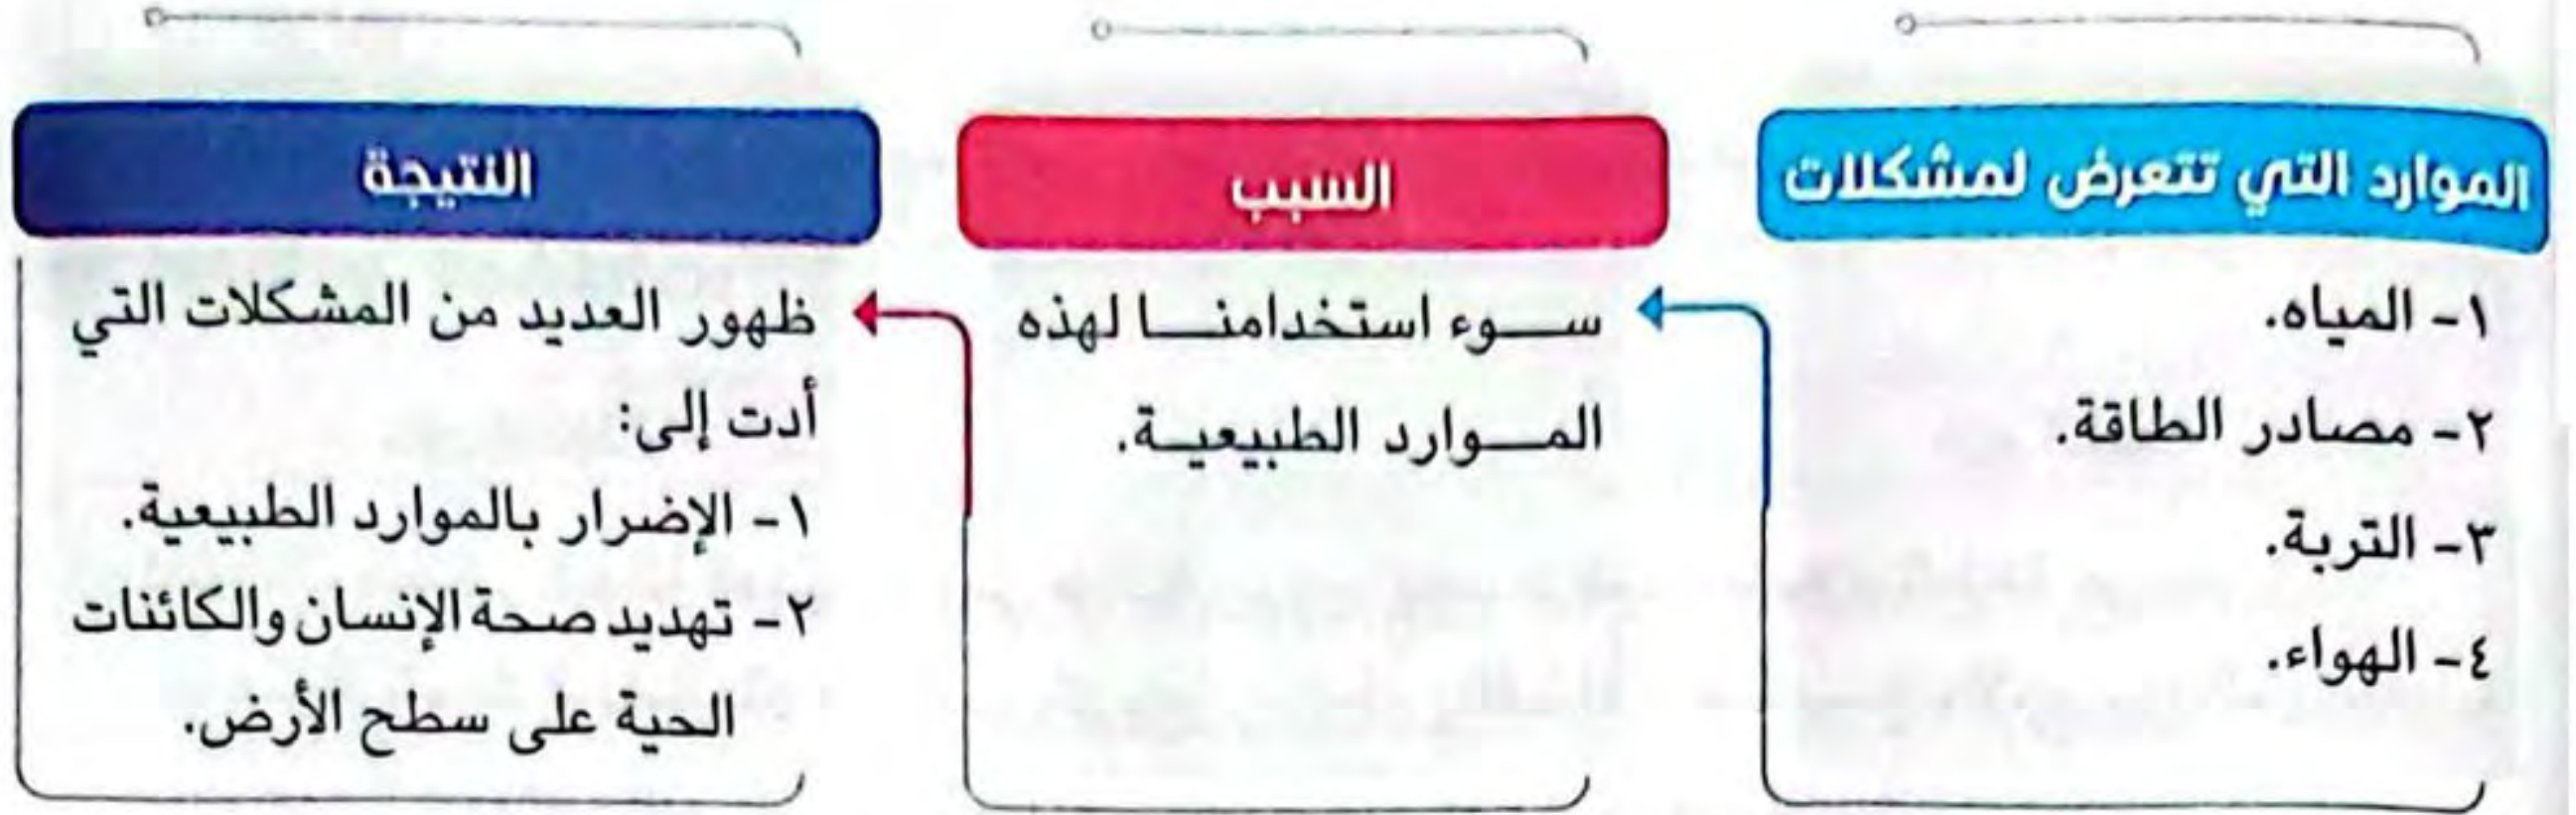 الموارد التي تتعرض لمشكلات
١- المياه.
٢- مصادر الطاقة.
٣- التربة.
٤- الهواء.
السبب
سوء استخدامنا لهذه
الموارد الطبيعية.
النتيجة
ظهور العديد من المشكلات التي
أدت إلى:
١- الإضرار بالموارد الطبيعية.
٢- تهديد صحة الإنسان والكائنات
الحية على سطح الأرض.